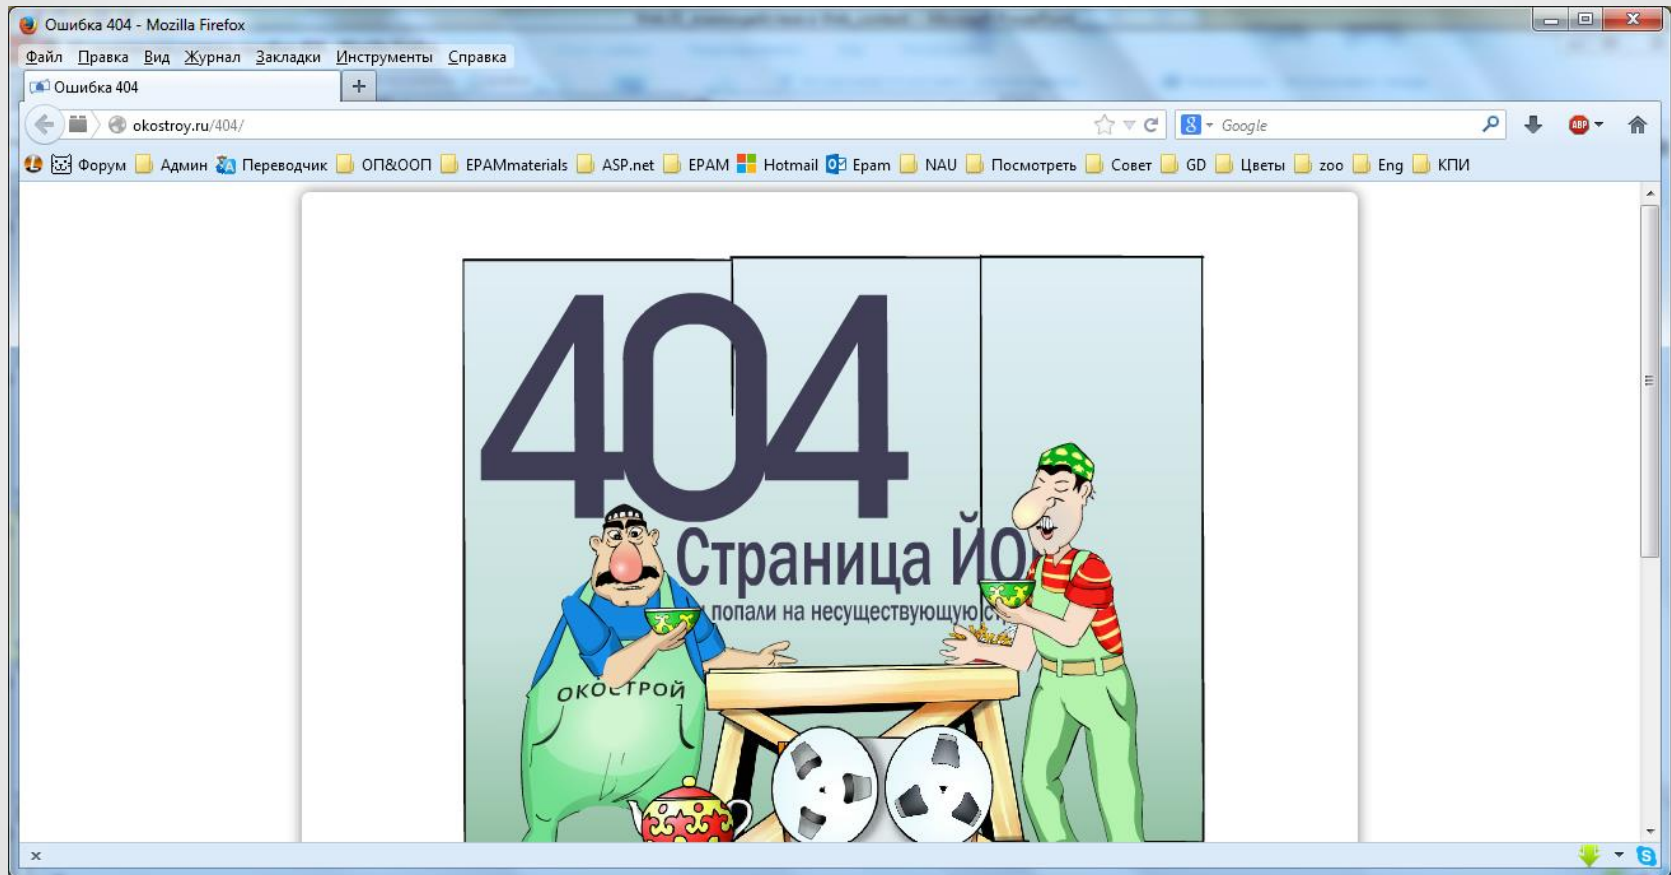 Ошибка 404 - Mozilla Firefox
Файл Правка Вид Журнал Закладки Инструменты Справка
Ошибка 404 +
okostroy.ru/404/ 8 Google ABP
Форум Админ Переводчик ОП&ООП EPAMmaterials ASP.net EPAM Hotmail Epam NAU Посмотреть Совет GD Цветы zoo Eng КПИ
404
Страница
попали на несуществующую
ОКОСТРОЙ
x S